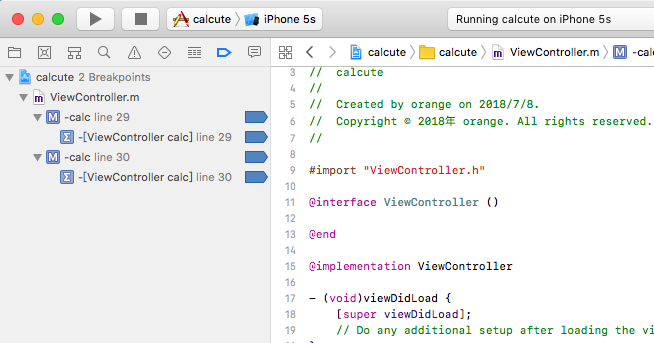 calcute iPhone 5s Running calcute on iPhone 5s
calcute calcute ViewController.m -calc
calcute 2 Breakpoints
ViewController.m
-calc line 29
-[ViewController calc] line 29
-calc line 30
-[ViewController calc] line 30
3 // calcute
4 //
5 // Created by orange on 2018/7/8.
6 // Copyright © 2018年 orange. All rights reserved.
7 //
8
9 #import "ViewController.h"
10
11 @interface ViewController ()
12
13 @end
14
15 @implementation ViewController
16
17 - (void)viewDidLoad {
18 [super viewDidLoad];
19 // Do any additional setup after loading the vi